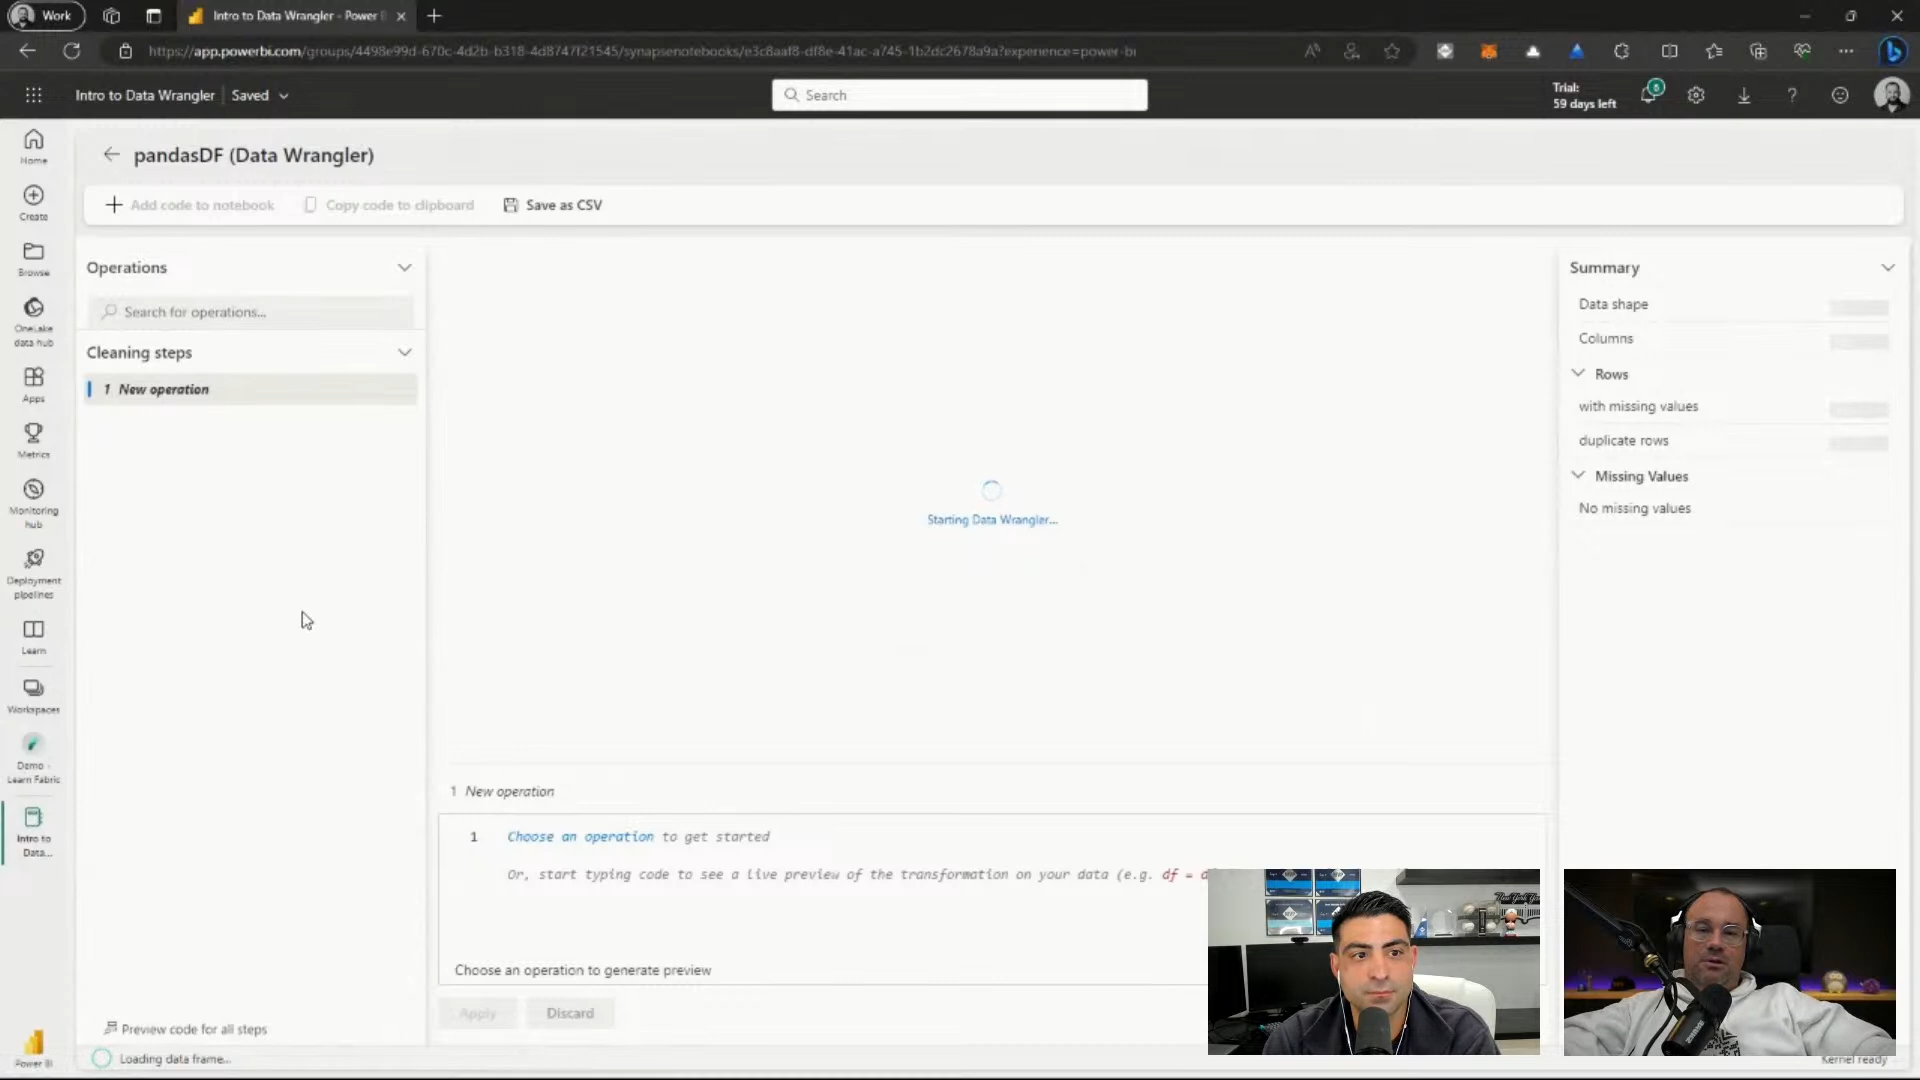 Work
Intro to Data Wrangler - Power B
https://app.powerbi.com/groups/4498e99d-670c-4d2b-b318-4d8747f21545/synapsenotebooks/e3c8aaf8-df8e-41ac-a745-1b2dc2678a9a?experience=power-bi
Intro to Data Wrangler
Saved
Search
Trial:
59 days left
6
Home
Create
Browse
OneLake
data hub
Apps
Metrics
Monitoring
hub
Deployment
pipelines
Learn
Workspaces
Demo -
Learn Fabric
Intro to
Data...
Power BI
pandasDF (Data Wrangler)
Add code to notebook
Copy code to clipboard
Save as CSV
Operations
Search for operations...
Cleaning steps
1 New operation
Preview code for all steps
Loading data frame...
Starting Data Wrangler...
1 New operation
1 Choose an operation to get started
Or, start typing code to see a live preview of the transformation on your data (e.g. df = d
Choose an operation to generate preview
Apply
Discard
Summary
Data shape
Columns
Rows
with missing values
duplicate rows
Missing Values
No missing values
New York Ya
Kernel ready